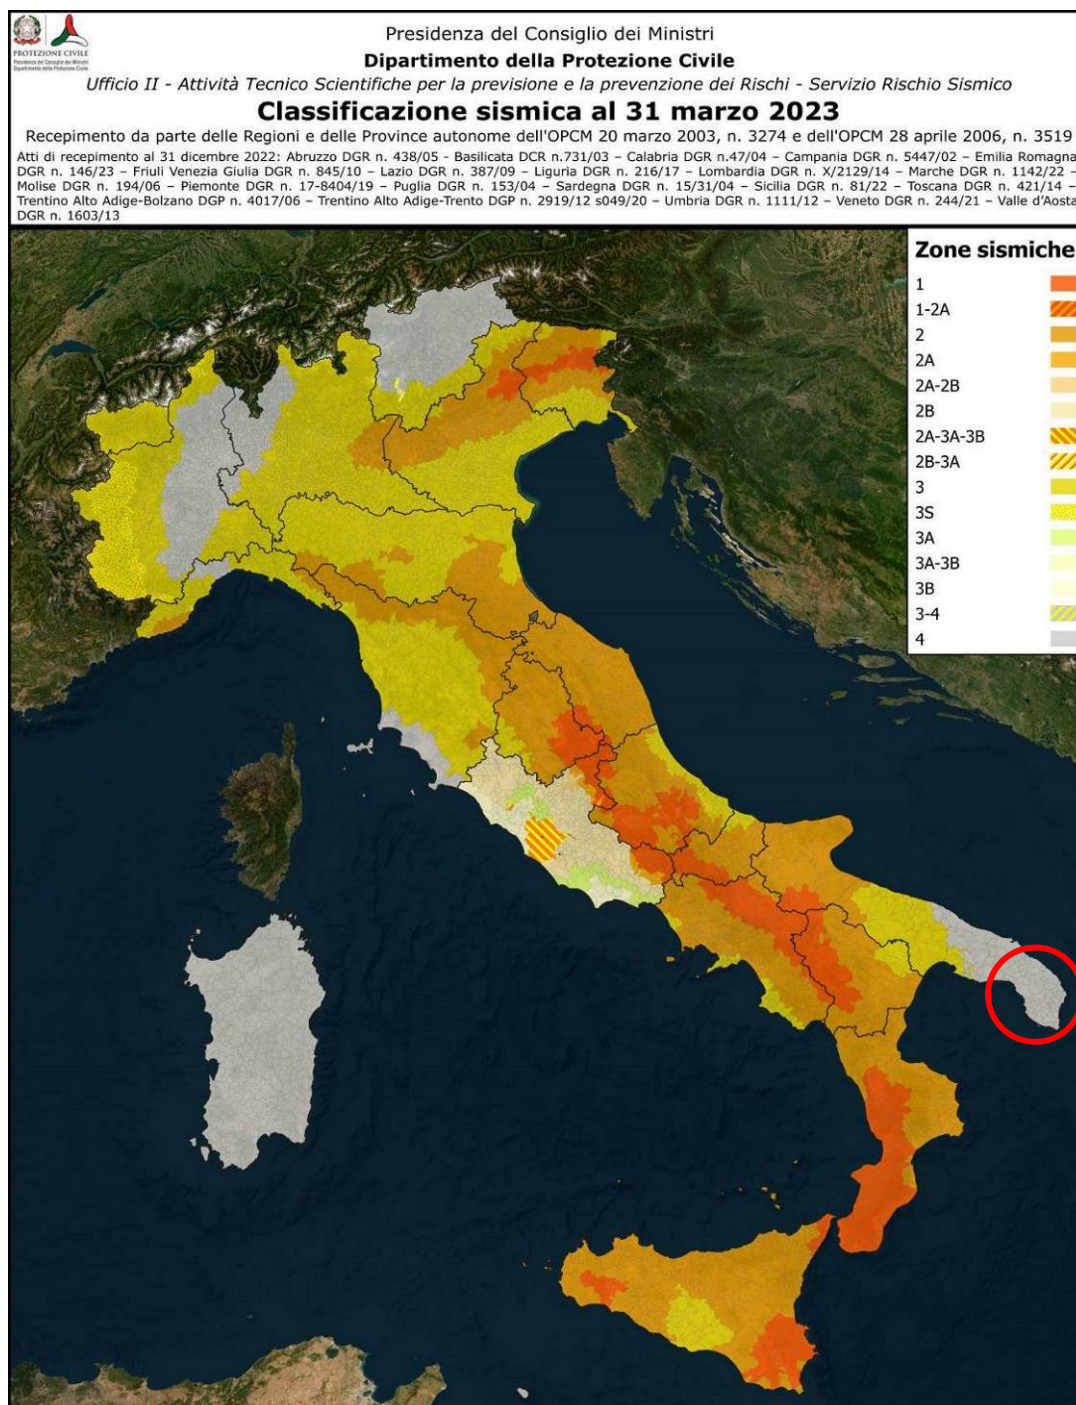 PROTEZIONE CIVILE
Presidenza del Consiglio dei Ministri
Dipartimento della Protezione Civile
Presidenza del Consiglio dei Ministri
Dipartimento della Protezione Civile
Ufficio II - Attività Tecnico Scientifiche per la previsione e la prevenzione dei Rischi - Servizio Rischio Sismico
Classificazione sismica al 31 marzo 2023
Recepimento da parte delle Regioni e delle Province autonome dell'OPCM 20 marzo 2003, n. 3274 e dell'OPCM 28 aprile 2006, n. 3519
Atti di recepimento al 31 dicembre 2022: Abruzzo DGR n. 438/05 - Basilicata DCR n.731/03 – Calabria DGR n.47/04 – Campania DGR n. 5447/02 – Emilia Romagna
DGR n. 146/23 – Friuli Venezia Giulia DGR n. 845/10 – Lazio DGR n. 387/09 – Liguria DGR n. 216/17 – Lombardia DGR n. X/2129/14 – Marche DGR n. 1142/22 –
Molise DGR n. 194/06 – Piemonte DGR n. 17-8404/19 – Puglia DGR n. 153/04 – Sardegna DGR n. 15/31/04 – Sicilia DGR n. 81/22 – Toscana DGR n. 421/14 –
Trentino Alto Adige-Bolzano DGP n. 4017/06 – Trentino Alto Adige-Trento DGP n. 2919/12 s049/20 – Umbria DGR n. 1111/12 – Veneto DGR n. 244/21 – Valle d'Aosta
DGR n. 1603/13
Zone sismiche
1
1-2A
2
2A
2A-2B
2B
2A-3A-3B
2B-3A
3
3S
3A
3A-3B
3B
3-4
4